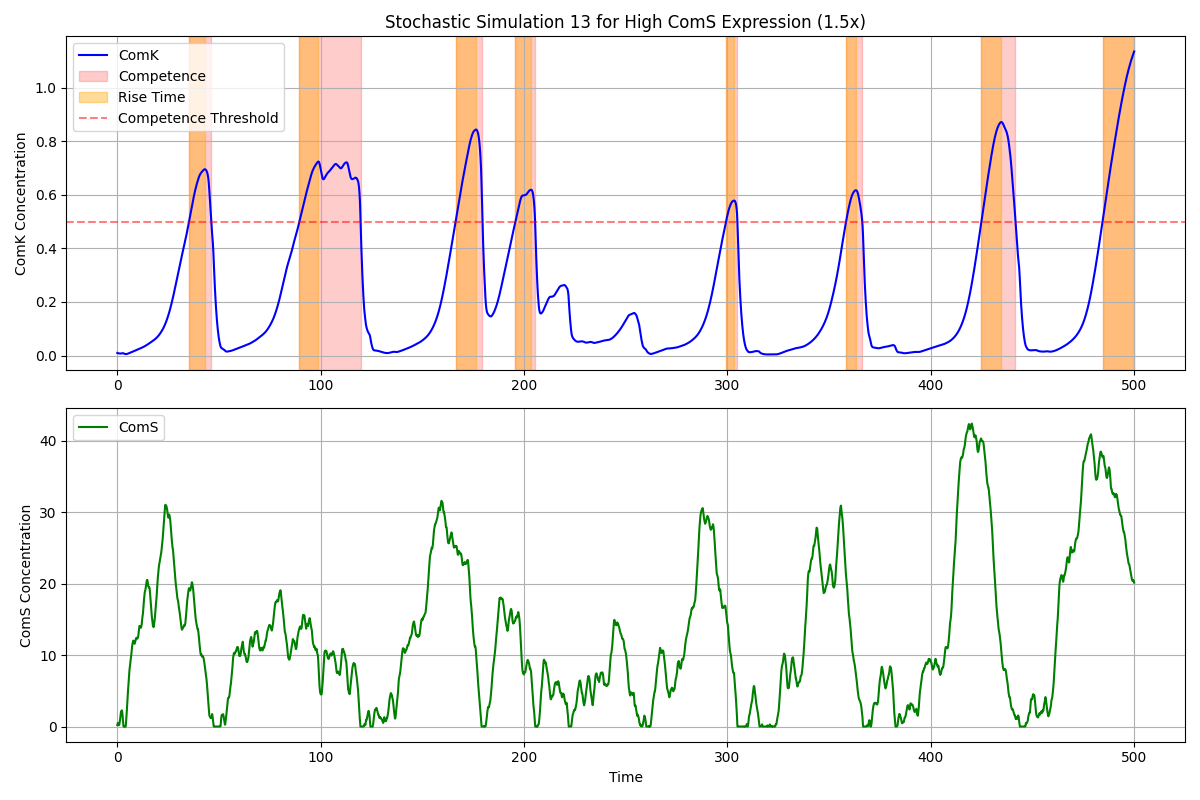 Stochastic Simulation 13 for High ComS Expression (1.5x)
ComK
Competence
Rise Time
Competence Threshold
ComK Concentration
1.0
0.8
0.6
0.4
0.2
0.0
0 100 200 300 400 500
ComS
ComS Concentration
40
30
20
10
0
0 100 200 300 400 500
Time